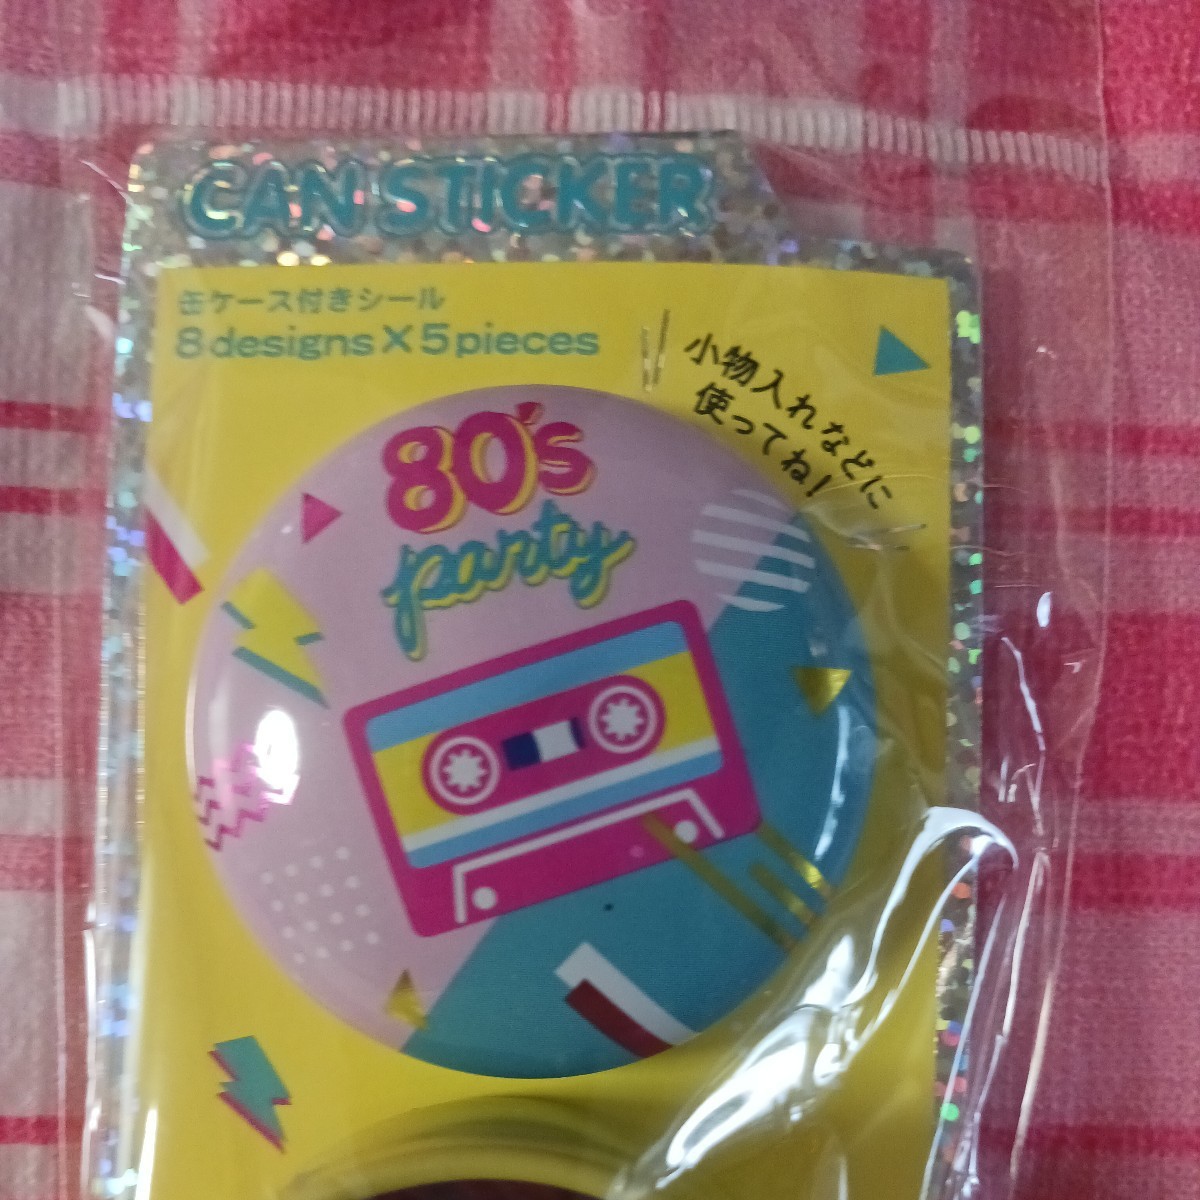 CAN STICKER
缶ケース付きシール
8 designs × 5 pieces
小物入れなどに
使ってね!
80's
party